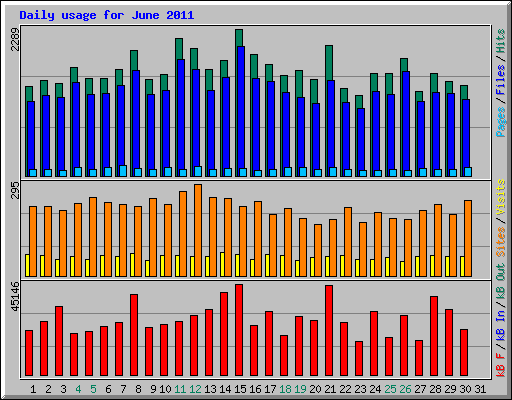 Daily usage for June 2011
2289
Pages / Files / Hits
295
Sites / Visits
45146
kB F / kB In / kB Out
1 2 3 4 5 6 7 8 9 10 11 12 13 14 15 16 17 18 19 20 21 22 23 24 25 26 27 28 29 30 31